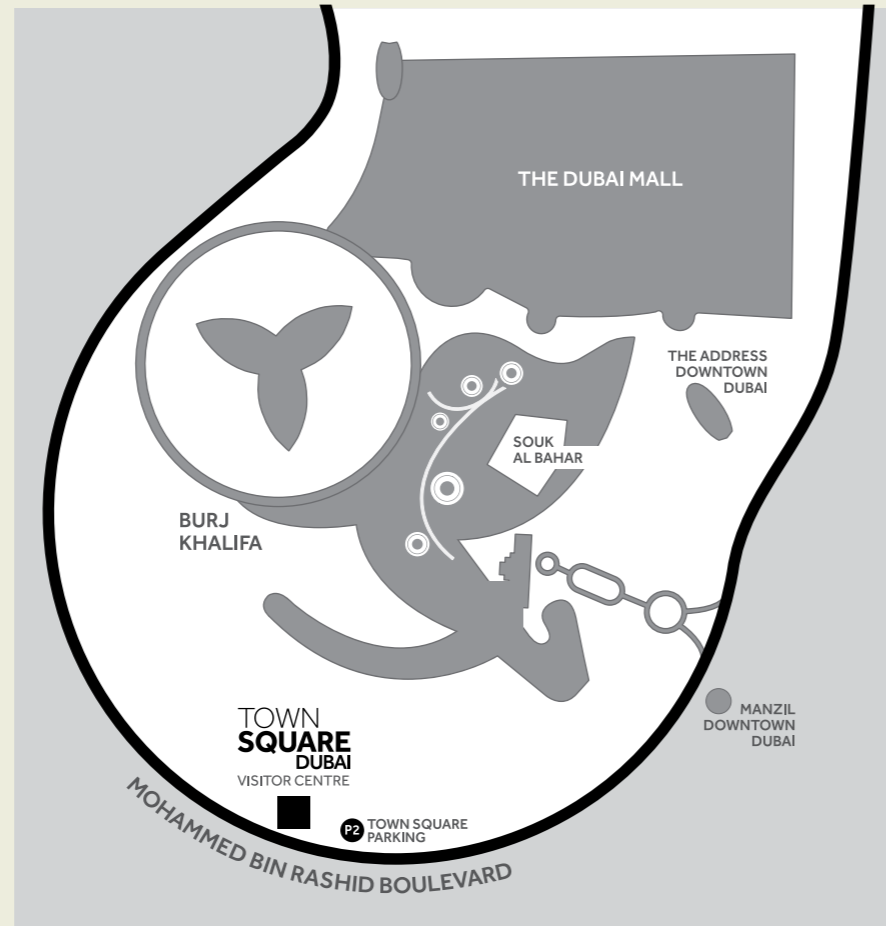 THE DUBAI MALL
THE ADDRESS
DOWNTOWN
DUBAI
SOUK
AL BAHAR
BURJ
KHALIFA
MANZIL
DOWNTOWN
DUBAI
TOWN
SQUARE
DUBAI
VISITOR CENTRE
P2 TOWN SQUARE
PARKING
MOHAMMED BIN RASHID BOULEVARD